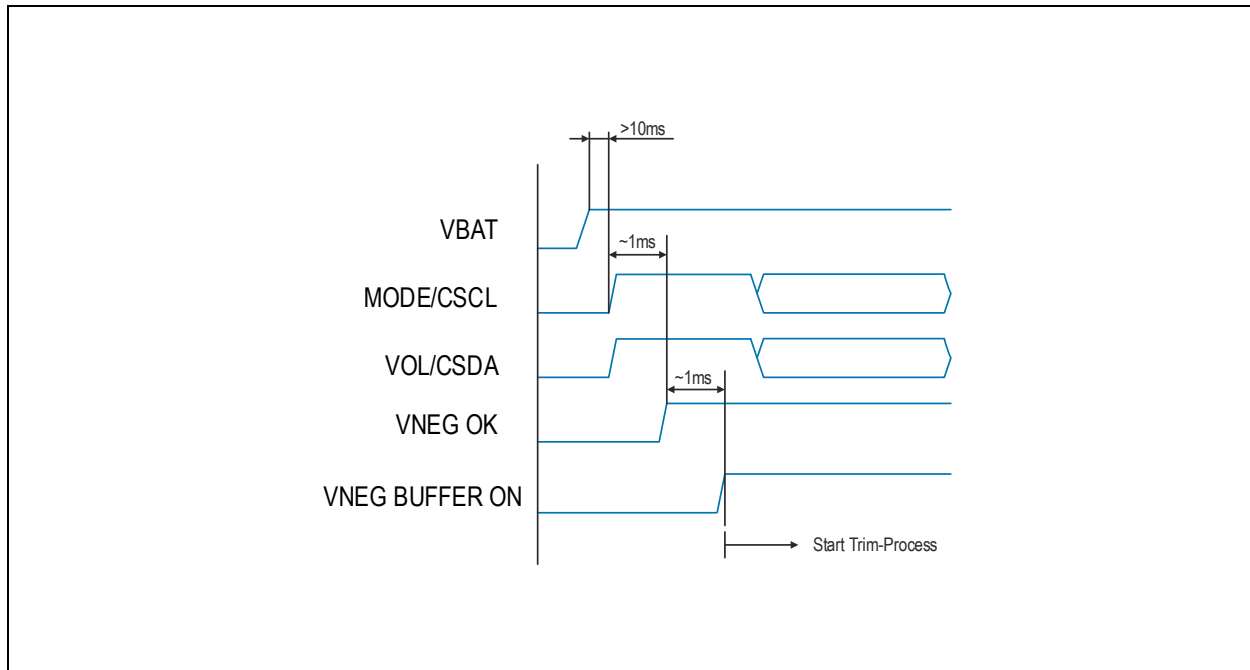 >10ms
VBAT
~1ms
MODE/CSCL
VOL/CSDA
~1ms
VNEG OK
VNEG BUFFER ON
Start Trim-Process